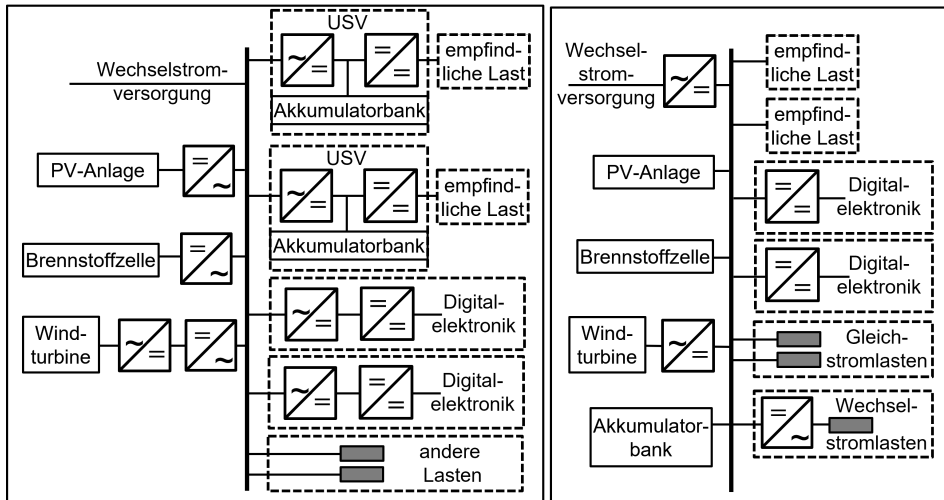 USV
Wechselstrom-
versorgung
empfind-
liche Last
Akkumulatorbank
PV-Anlage
USV
empfind-
liche Last
Akkumulatorbank
Brennstoffzelle
Digital-
elektronik
Wind-
turbine
Digital-
elektronik
andere
Lasten
Wechsel-
strom-
versorgung
empfind-
liche Last
empfind-
liche Last
PV-Anlage
Digital-
elektronik
Brennstoffzelle
Digital-
elektronik
Wind-
turbine
Gleich-
stromlasten
Akkumulator-
bank
Wechsel-
stromlasten